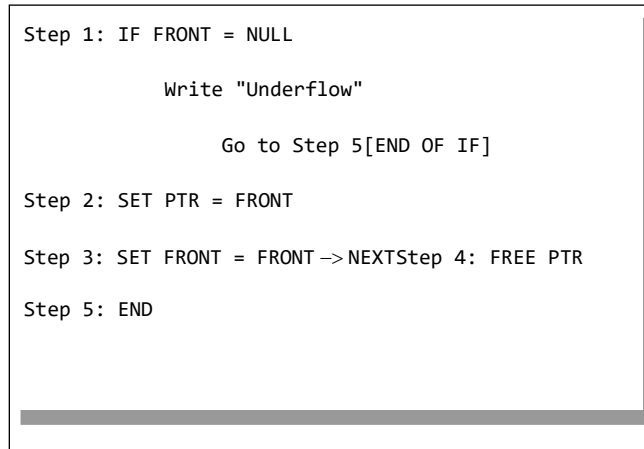 Step 1: IF FRONT = NULL
Write "Underflow"
Go to Step 5[END OF IF]
Step 2: SET PTR = FRONT
Step 3: SET FRONT = FRONT –> NEXTStep 4: FREE PTR
Step 5: END